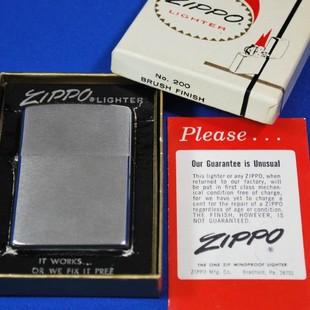 ZIPPO
LIGHTER
No. 200
BRUSH FINISH
ZIPPO® LIGHTER
IT WORKS...
OR WE FIX IT FREE
Please...
Our Guarantee is Unusual
This lighter or any ZIPPO, when
returned to our factory, will
be put in first class mechan-
ical condition free of charge,
for we have yet to charge a
cent for the repair of a ZIPPO
regardless of age or condition.
THE FINISH, HOWEVER, IS
NOT GUARANTEED.
ZIPPO®
THE ONE ZIP WINDPROOF LIGHTER
ZIPPO Mfg. Co. Bradford, Pa.